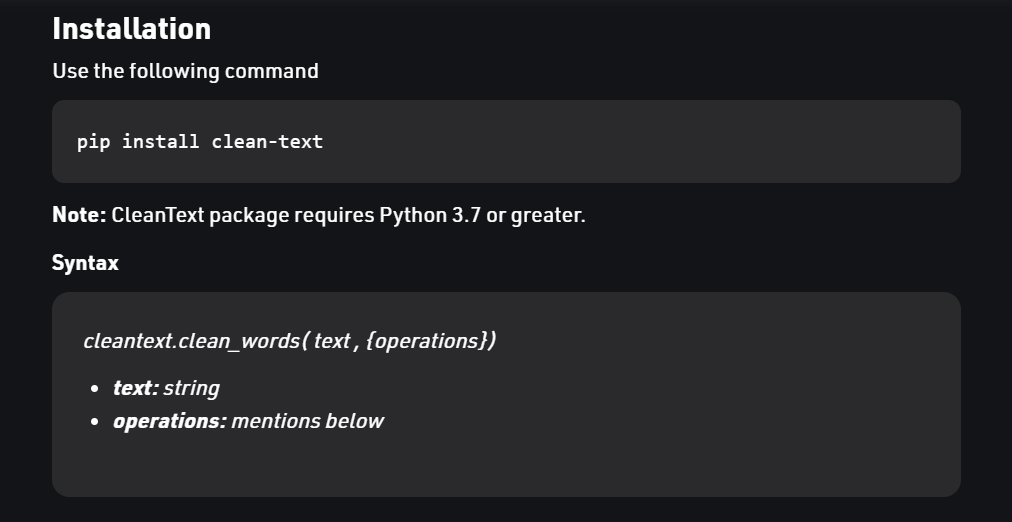 Installation
Use the following command
pip install clean-text
Note: CleanText package requires Python 3.7 or greater.
Syntax
cleantext.clean_words( text , {operations})
• text: string
• operations: mentions below